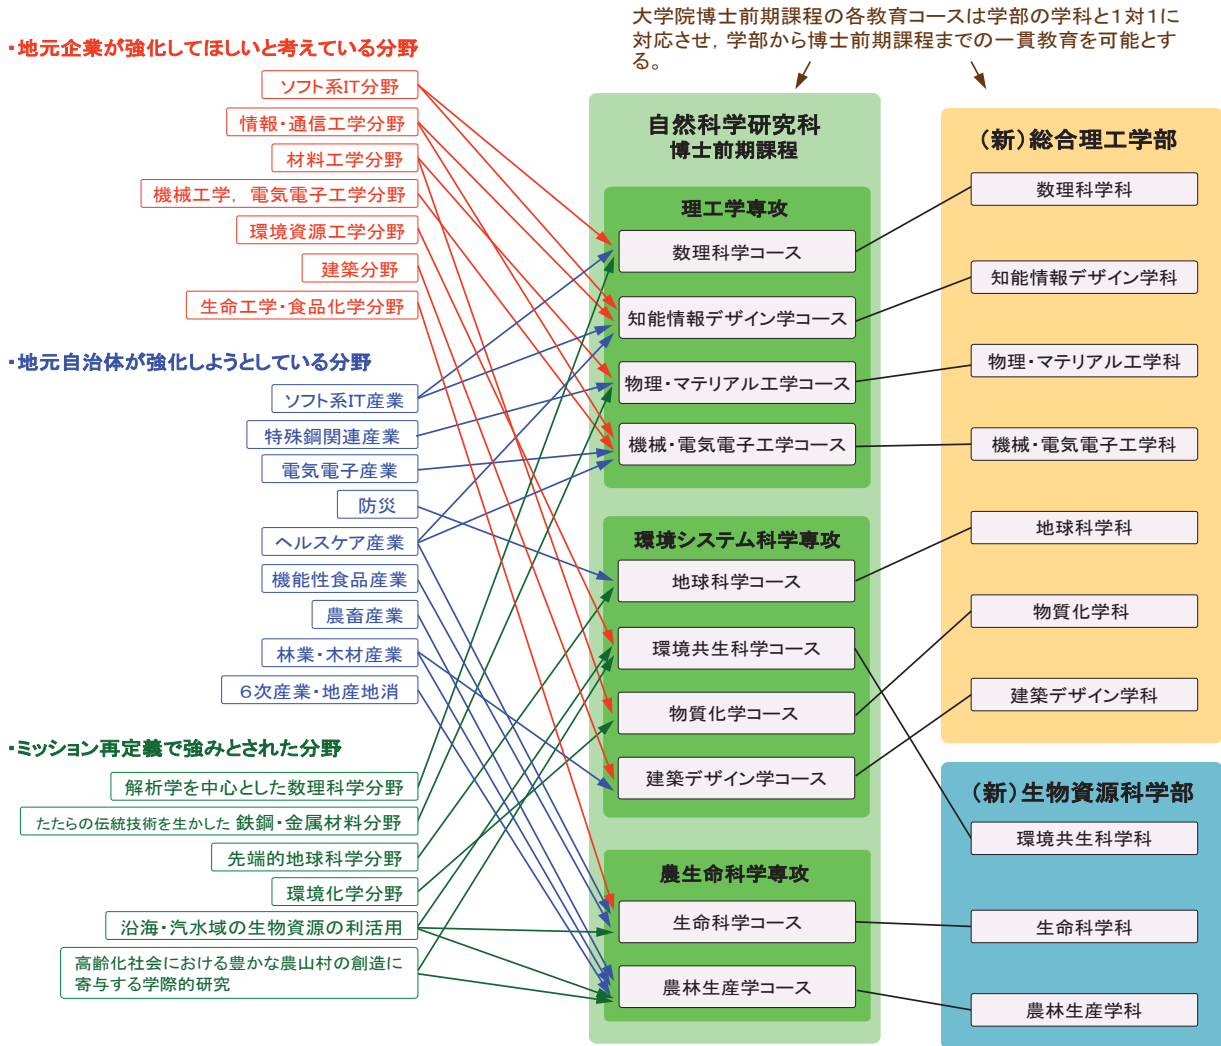 大学院博士前期課程の各教育コースは学部の学科と1対1に
対応させ，学部から博士前期課程までの一貫教育を可能とす
る。
・地元企業が強化してほしいと考えている分野
ソフト系IT分野
情報・通信工学分野
材料工学分野
機械工学，電気電子工学分野
環境資源工学分野
建築分野
生命工学・食品化学分野
・地元自治体が強化しようとしている分野
ソフト系IT産業
特殊鋼関連産業
電気電子産業
防災
ヘルスケア産業
機能性食品産業
農畜産業
林業・木材産業
６次産業・地産地消
・ミッション再定義で強みとされた分野
解析学を中心とした数理科学分野
たたらの伝統技術を生かした 鉄鋼・金属材料分野
先端的地球科学分野
環境化学分野
沿海・汽水域の生物資源の利活用
高齢化社会における豊かな農山村の創造に
寄与する学際的研究
自然科学研究科
博士前期課程
理工学専攻
数理科学コース
知能情報デザイン学コース
物理・マテリアル工学コース
機械・電気電子工学コース
環境システム科学専攻
地球科学コース
環境共生科学コース
物質化学コース
建築デザイン学コース
農生命科学専攻
生命科学コース
農林生産学コース
（新）総合理工学部
数理科学科
知能情報デザイン学科
物理・マテリアル工学科
機械・電気電子工学科
地球科学科
物質化学科
建築デザイン学科
（新）生物資源科学部
環境共生科学科
生命科学科
農林生産学科